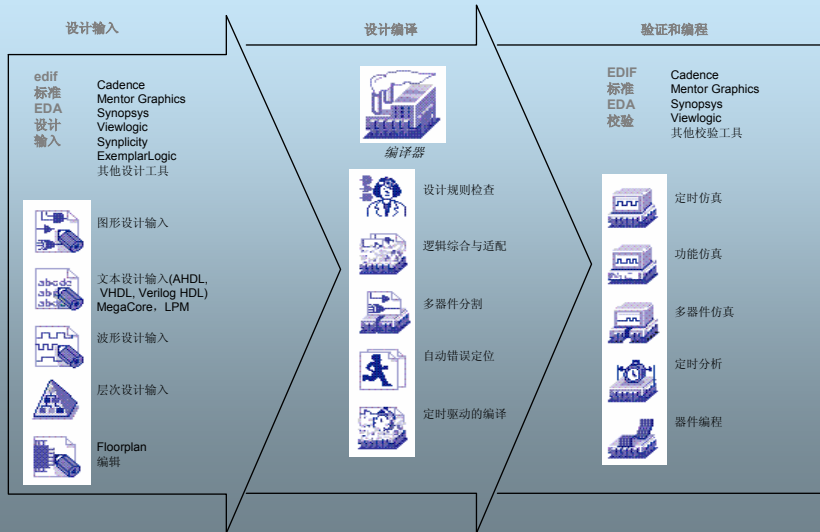 设计输入
edif
标准
EDA
设计
输入
Cadence
Mentor Graphics
Synopsys
Viewlogic
Synplicity
ExemplarLogic
其他设计工具
图形设计输入
文本设计输入(AHDL,
VHDL, Verilog HDL)
MegaCore，LPM
波形设计输入
层次设计输入
Floorplan
编辑
设计编译
编译器
设计规则检查
逻辑综合与适配
多器件分割
自动错误定位
定时驱动的编译
验证和编程
EDIF
标准
EDA
校验
Cadence
Mentor Graphics
Synopsys
Viewlogic
其他校验工具
定时仿真
功能仿真
多器件仿真
定时分析
器件编程